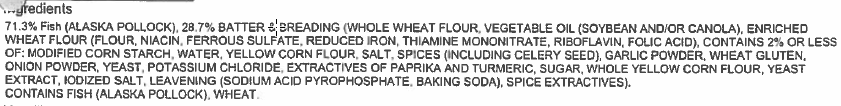 Ingredients
71.3% Fish (ALASKA POLLOCK), 28.7% BATTER & BREADING (WHOLE WHEAT FLOUR, VEGETABLE OIL (SOYBEAN AND/OR CANOLA), ENRICHED
WHEAT FLOUR (FLOUR, NIACIN, FERROUS SULFATE, REDUCED IRON, THIAMINE MONONITRATE, RIBOFLAVIN, FOLIC ACID), CONTAINS 2% OR LESS
OF: MODIFIED CORN STARCH, WATER, YELLOW CORN FLOUR, SALT, SPICES (INCLUDING CELERY SEED), GARLIC POWDER, WHEAT GLUTEN,
ONION POWDER, YEAST, POTASSIUM CHLORIDE, EXTRACTIVES OF PAPRIKA AND TURMERIC, SUGAR, WHOLE YELLOW CORN FLOUR, YEAST
EXTRACT, IODIZED SALT, LEAVENING (SODIUM ACID PYROPHOSPHATE, BAKING SODA), SPICE EXTRACTIVES).
CONTAINS FISH (ALASKA POLLOCK), WHEAT.